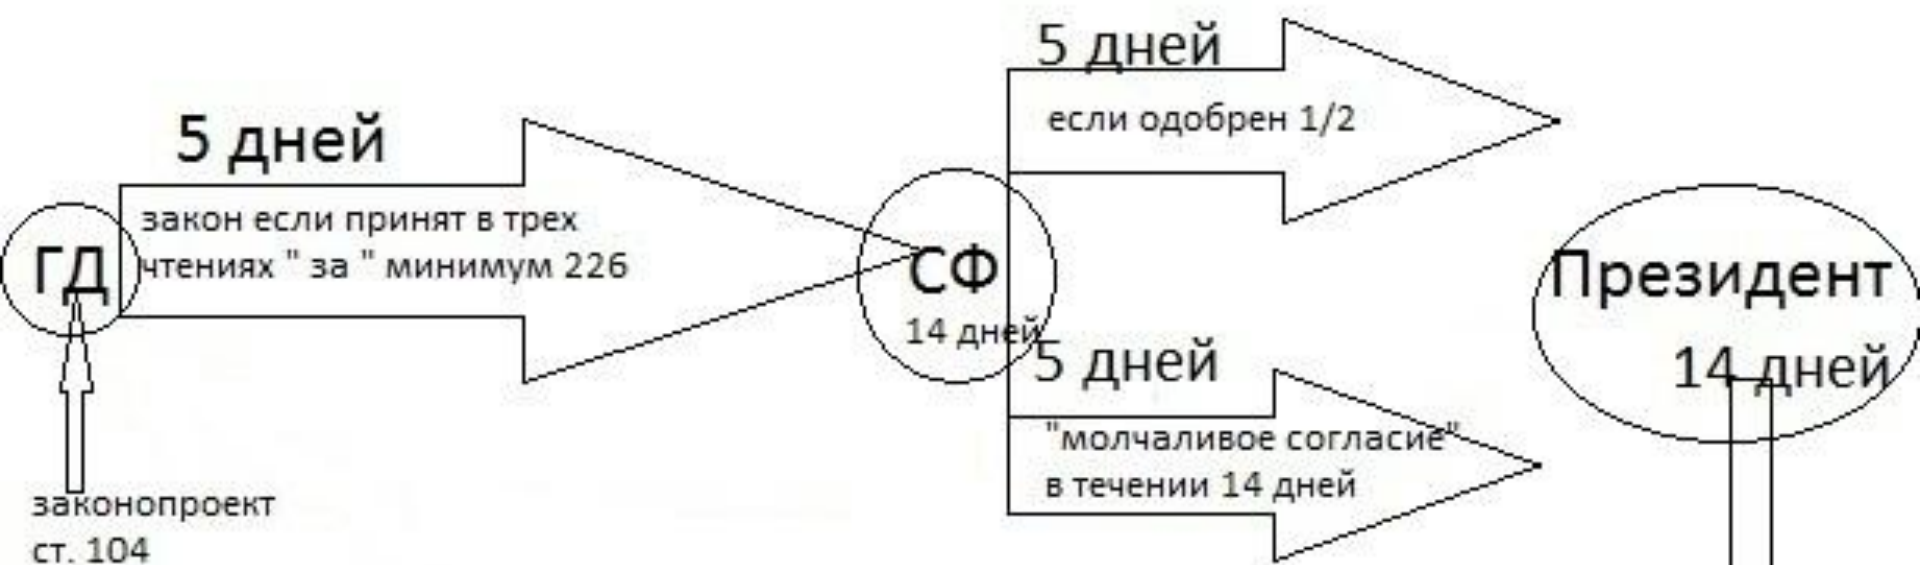 5 дней
закон если принят в трех
чтениях " за " минимум 226
ГД
законопроект
ст. 104
СФ
14 дней
5 дней
если одобрен 1/2
5 дней
"молчаливое согласие"
в течении 14 дней
Президент
14 дней